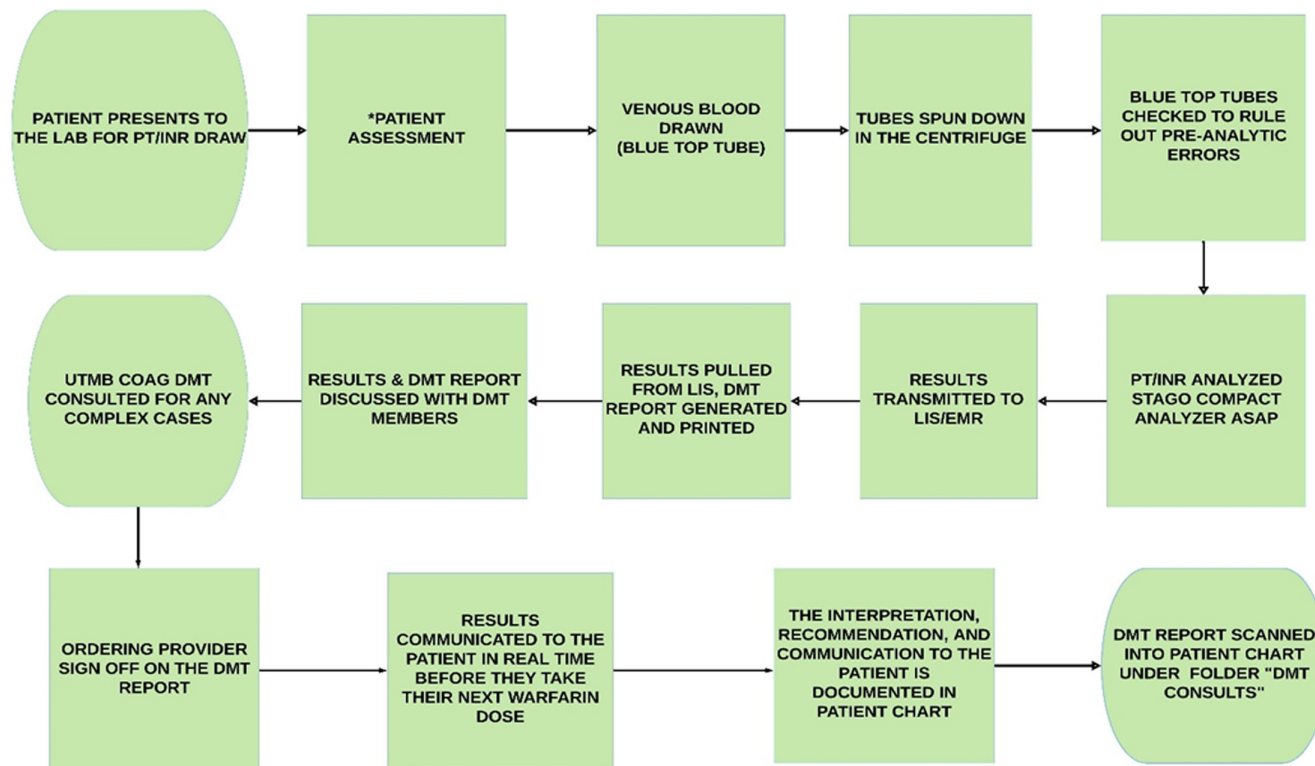 PATIENT PRESENTS TO
THE LAB FOR PT/INR DRAW
*PATIENT
ASSESSMENT
VENOUS BLOOD
DRAWN
(BLUE TOP TUBE)
TUBES SPUN DOWN
IN THE CENTRIFUGE
BLUE TOP TUBES
CHECKED TO RULE
OUT PRE-ANALYTIC
ERRORS
PT/INR ANALYZED
STAGO COMPACT
ANALYZER ASAP
RESULTS
TRANSMITTED TO
LIS/EMR
RESULTS PULLED
FROM LIS, DMT
REPORT GENERATED
AND PRINTED
RESULTS & DMT REPORT
DISCUSSED WITH DMT
MEMBERS
UTMB COAG DMT
CONSULTED FOR ANY
COMPLEX CASES
ORDERING PROVIDER
SIGN OFF ON THE DMT
REPORT
RESULTS
COMMUNICATED TO THE
PATIENT IN REAL TIME
BEFORE THEY TAKE
THEIR NEXT WARFARIN
DOSE
THE INTERPRETATION,
RECOMMENDATION, AND
COMMUNICATION TO THE
PATIENT IS
DOCUMENTED IN
PATIENT CHART
DMT REPORT SCANNED
INTO PATIENT CHART
UNDER FOLDER "DMT
CONSULTS"